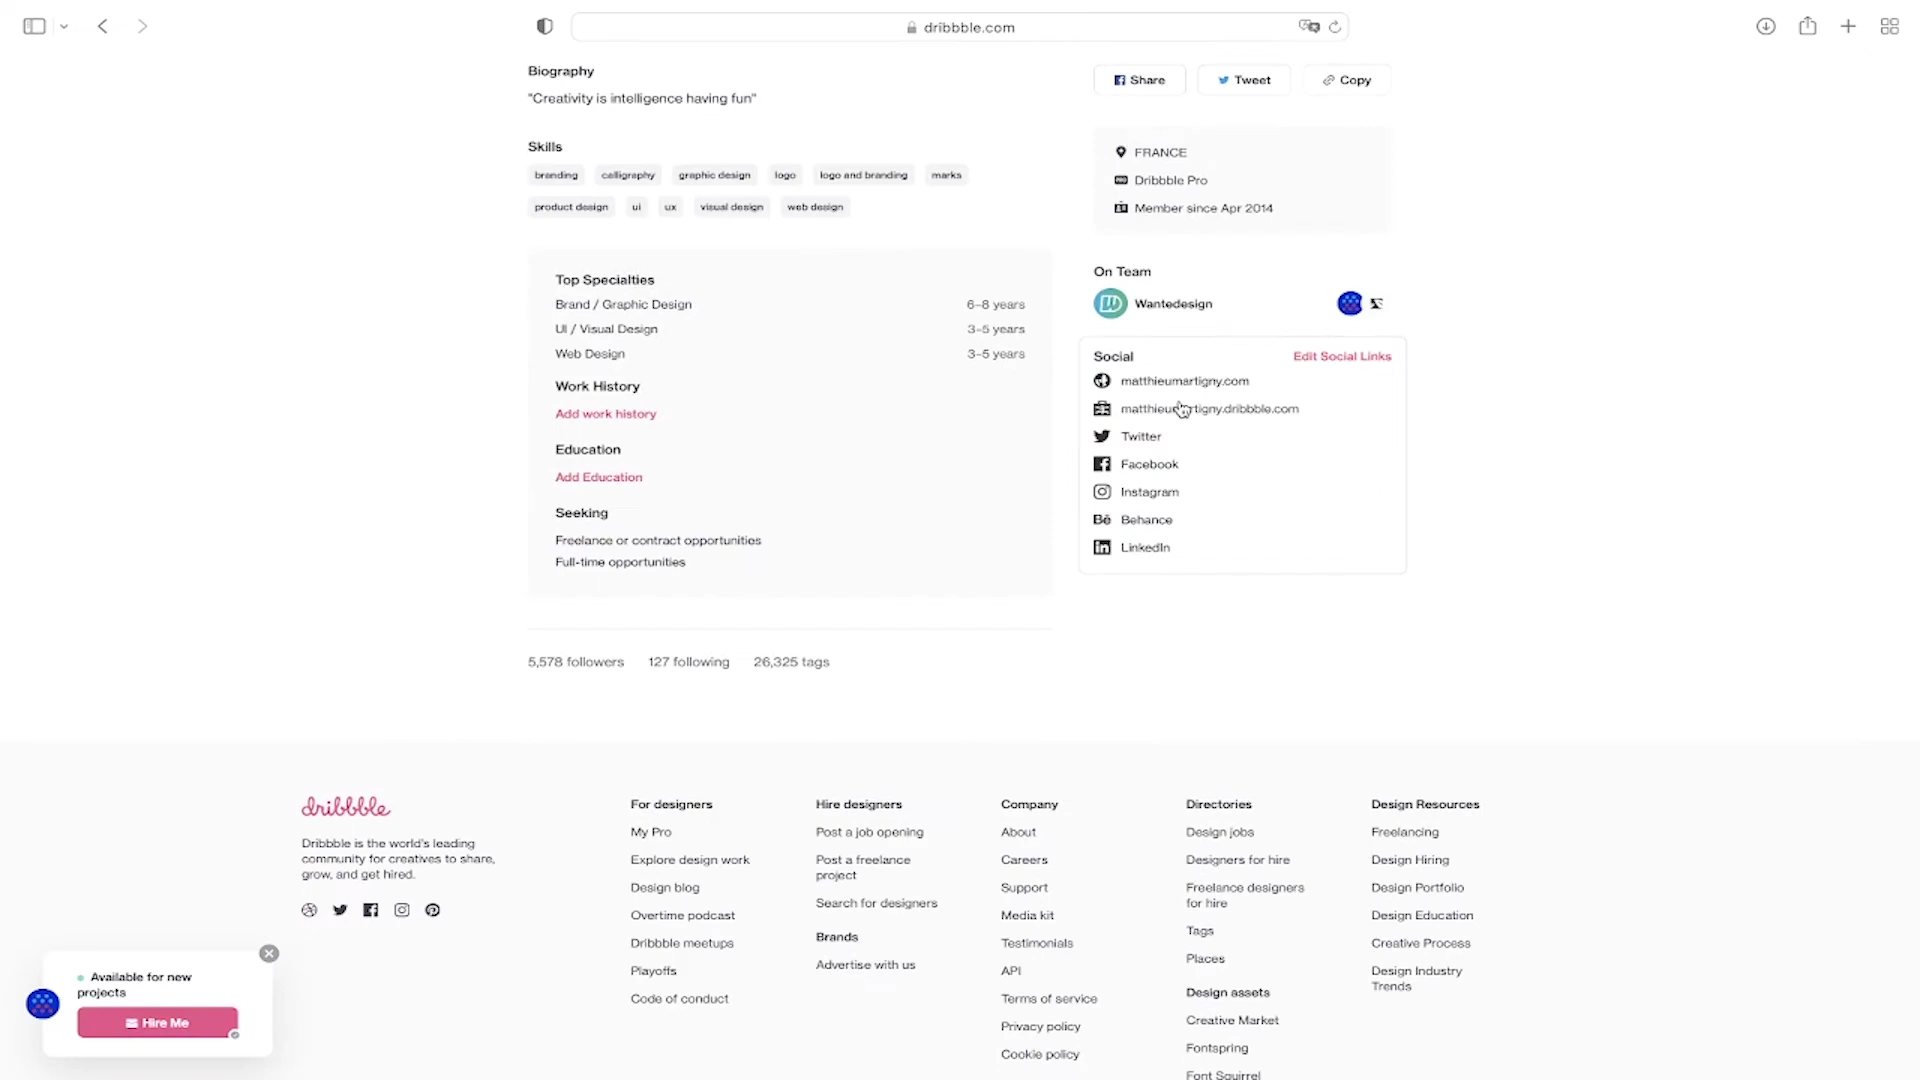 dribbble.com
Biography
"Creativity is intelligence having fun"
Skills
branding
calligraphy
graphic design
logo
logo and branding
marks
product design
ui
ux
visual design
web design
Top Specialties
Brand / Graphic Design 6–8 years
UI / Visual Design 3–5 years
Web Design 3–5 years
Work History
Add work history
Education
Add Education
Seeking
Freelance or contract opportunities
Full-time opportunities
5,578 followers 127 following 26,325 tags
Share
Tweet
Copy
FRANCE
PRO Dribbble Pro
Member since Apr 2014
On Team
Wantedesign
Social Edit Social Links
matthieumartigny.com
matthieumartigny.dribbble.com
Twitter
Facebook
Instagram
Bē Behance
in LinkedIn
dribbble
Dribbble is the world's leading
community for creatives to share,
grow, and get hired.
For designers
My Pro
Explore design work
Design blog
Overtime podcast
Dribbble meetups
Playoffs
Code of conduct
Hire designers
Post a job opening
Post a freelance
project
Search for designers
Brands
Advertise with us
Company
About
Careers
Support
Media kit
Testimonials
API
Terms of service
Privacy policy
Cookie policy
Directories
Design jobs
Designers for hire
Freelance designers
for hire
Tags
Places
Design assets
Creative Market
Fontspring
Font Squirrel
Design Resources
Freelancing
Design Hiring
Design Portfolio
Design Education
Creative Process
Design Industry
Trends
Available for new
projects
Hire Me